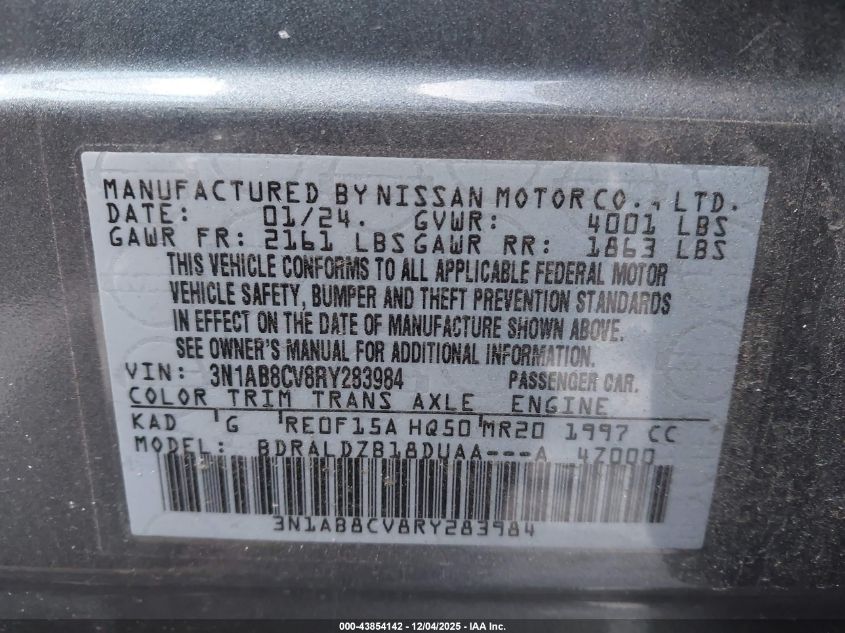 MANUFACTURED BY NISSAN MOTOR CO., LTD.
DATE: 01/24. GVWR: 4001 LBS
GAWR FR: 2161 LBS GAWR RR: 1863 LBS
THIS VEHICLE CONFORMS TO ALL APPLICABLE FEDERAL MOTOR
VEHICLE SAFETY, BUMPER AND THEFT PREVENTION STANDARDS
IN EFFECT ON THE DATE OF MANUFACTURE SHOWN ABOVE.
SEE OWNER'S MANUAL FOR ADDITIONAL INFORMATION.
VIN: 3N1AB8CV8RY283984 PASSENGER CAR.
COLOR TRIM TRANS AXLE ENGINE
KAD G RE0F15A HQ50 MR20 1997 CC
MODEL: BDRALDZB18DUAA---A 4Z000
3N1AB8CV8RY283984
000-43854142 - 12/04/2025 - IAA Inc.